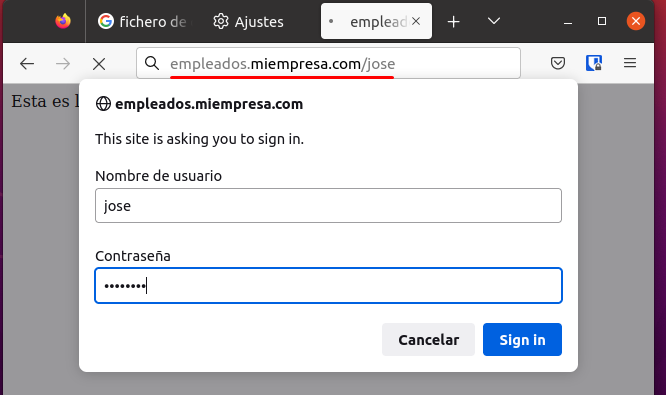 fichero de
Ajustes
emplead
empleados.miempresa.com/jose
Esta es l
empleados.miempresa.com
This site is asking you to sign in.
Nombre de usuario
jose
Contraseña
••••••••
Cancelar
Sign in